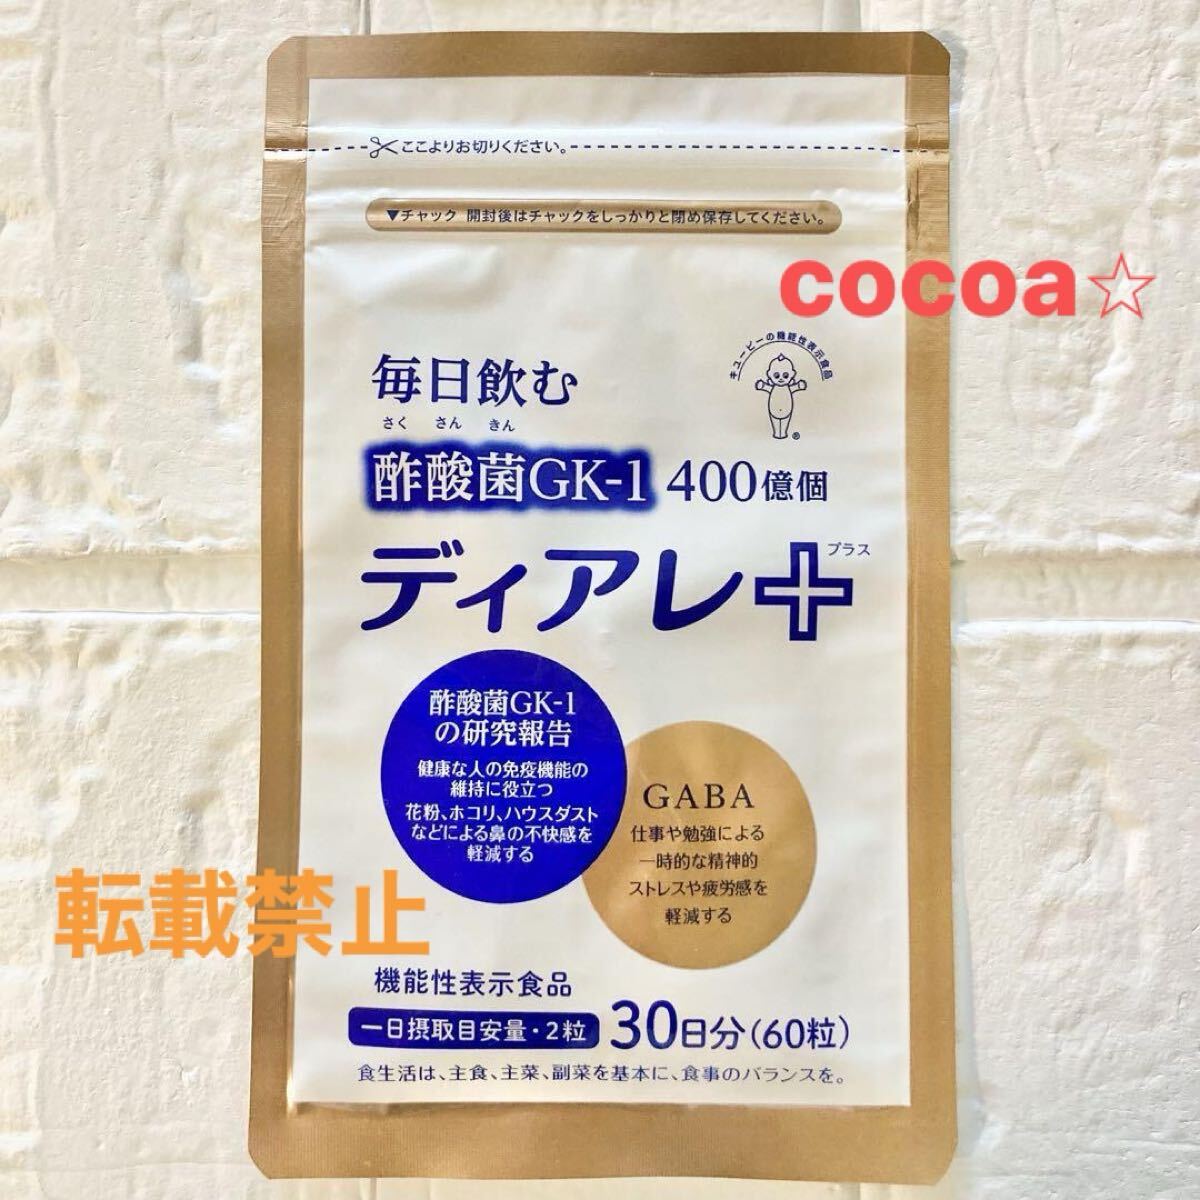 ここよりお切りください。
▼チャック 開封後はチャックをしっかりと閉め保存してください。
cocoa☆
キユーピーの機能性表示食品
®
毎日飲む
さく さん きん
酢酸菌GK-1 400億個
プラス
ディアレ+
酢酸菌GK-1
の研究報告
健康な人の免疫機能の
維持に役立つ
花粉、ホコリ、ハウスダスト
などによる鼻の不快感を
軽減する
GABA
仕事や勉強による
一時的な精神的
ストレスや疲労感を
軽減する
転載禁止
機能性表示食品
一日摂取目安量・2粒 30日分(60粒)
食生活は、主食、主菜、副菜を基本に、食事のバランスを。